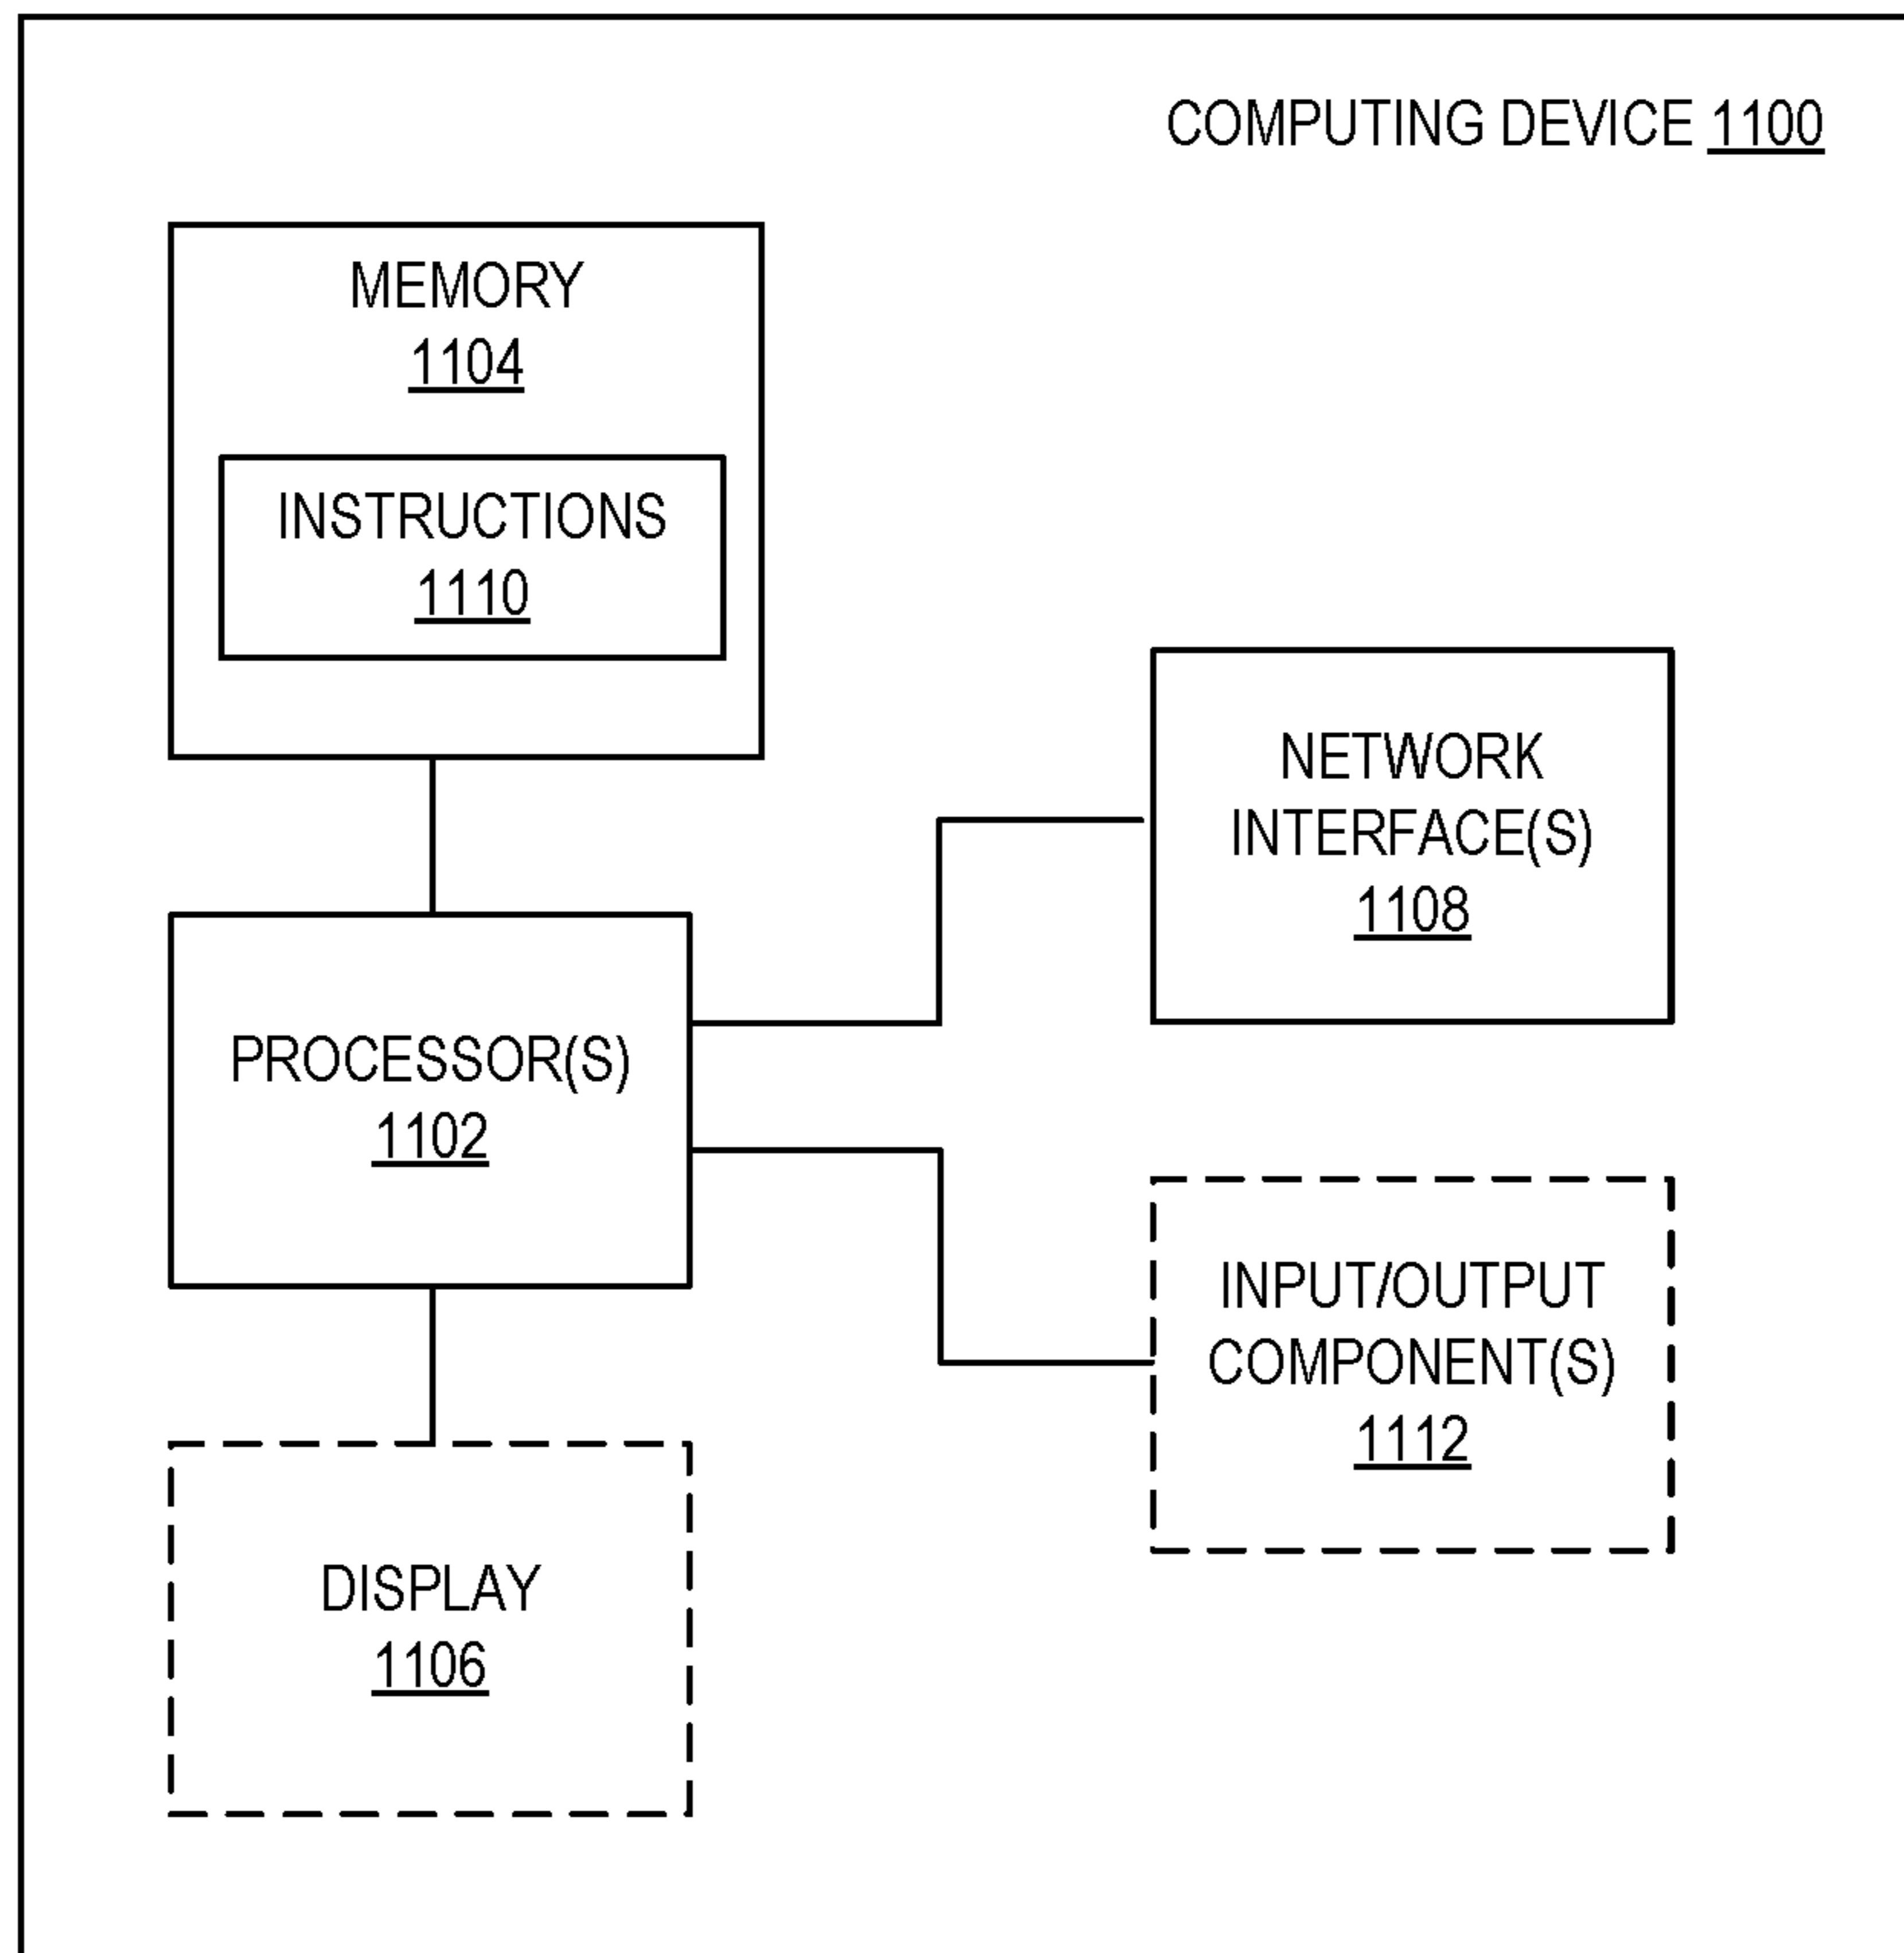 COMPUTING DEVICE 1100
MEMORY
1104
INSTRUCTIONS
1110
NETWORK
INTERFACE(S)
1108
PROCESSOR(S)
1102
INPUT/OUTPUT
COMPONENT(S)
1112
DISPLAY
1106